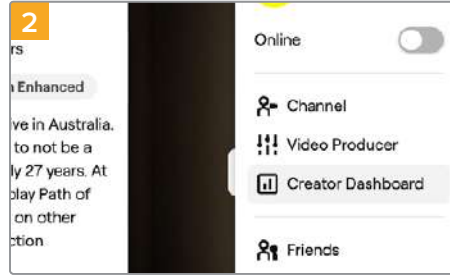 2
rs
Enhanced
ve in Australia.
to not be a
ly 27 years. At
play Path of
on other
ction
Online
Channel
Video Producer
Creator Dashboard
Friends